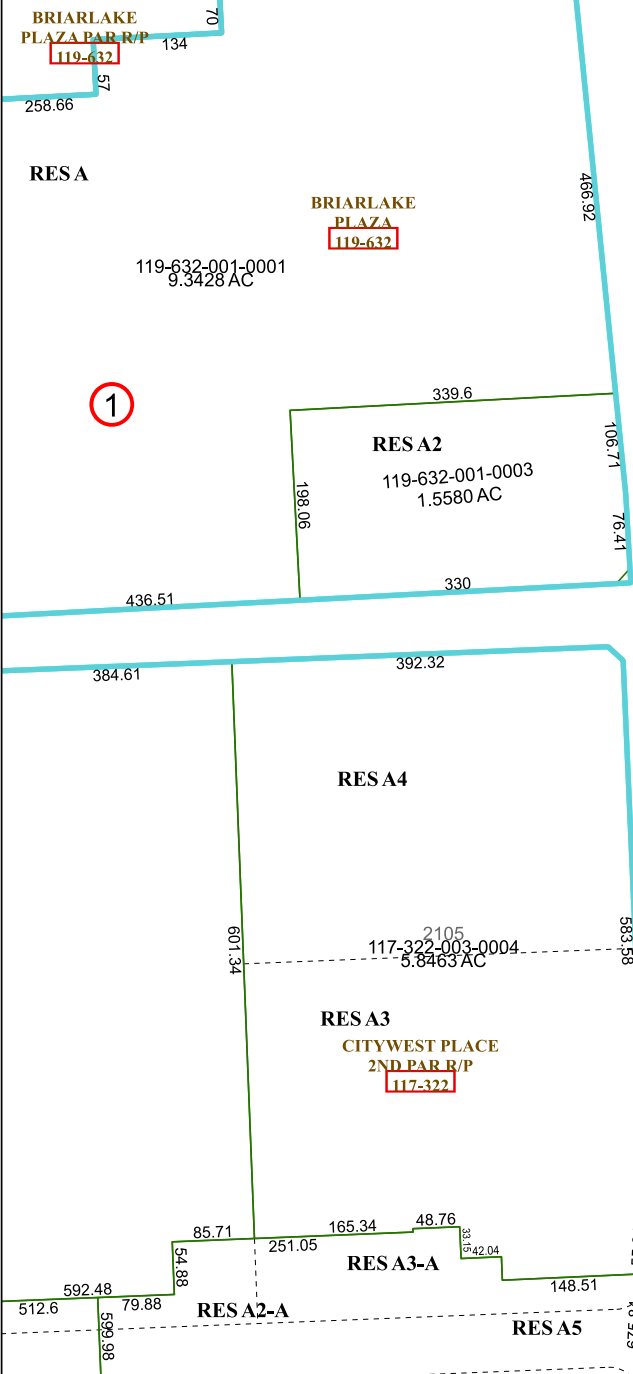 BRIARLAKE
PLAZA PAR R/P
119-632
70
134
57
258.66
RES A
466.92
BRIARLAKE
PLAZA
119-632
119-632-001-0001
9.3428 AC
1
339.6
RES A2
106.71
119-632-001-0003
1.5580 AC
198.06
76.41
330
436.51
384.61
392.32
RES A4
601.34
2105
117-322-003-0004
5.8463 AC
583.58
RES A3
CITYWEST PLACE
2ND PAR R/P
117-322
85.71
251.05
165.34
48.76
33.15
42.04
54.88
RES A3-A
148.51
592.48
512.6
79.88
RES A2-A
599.98
RES A5